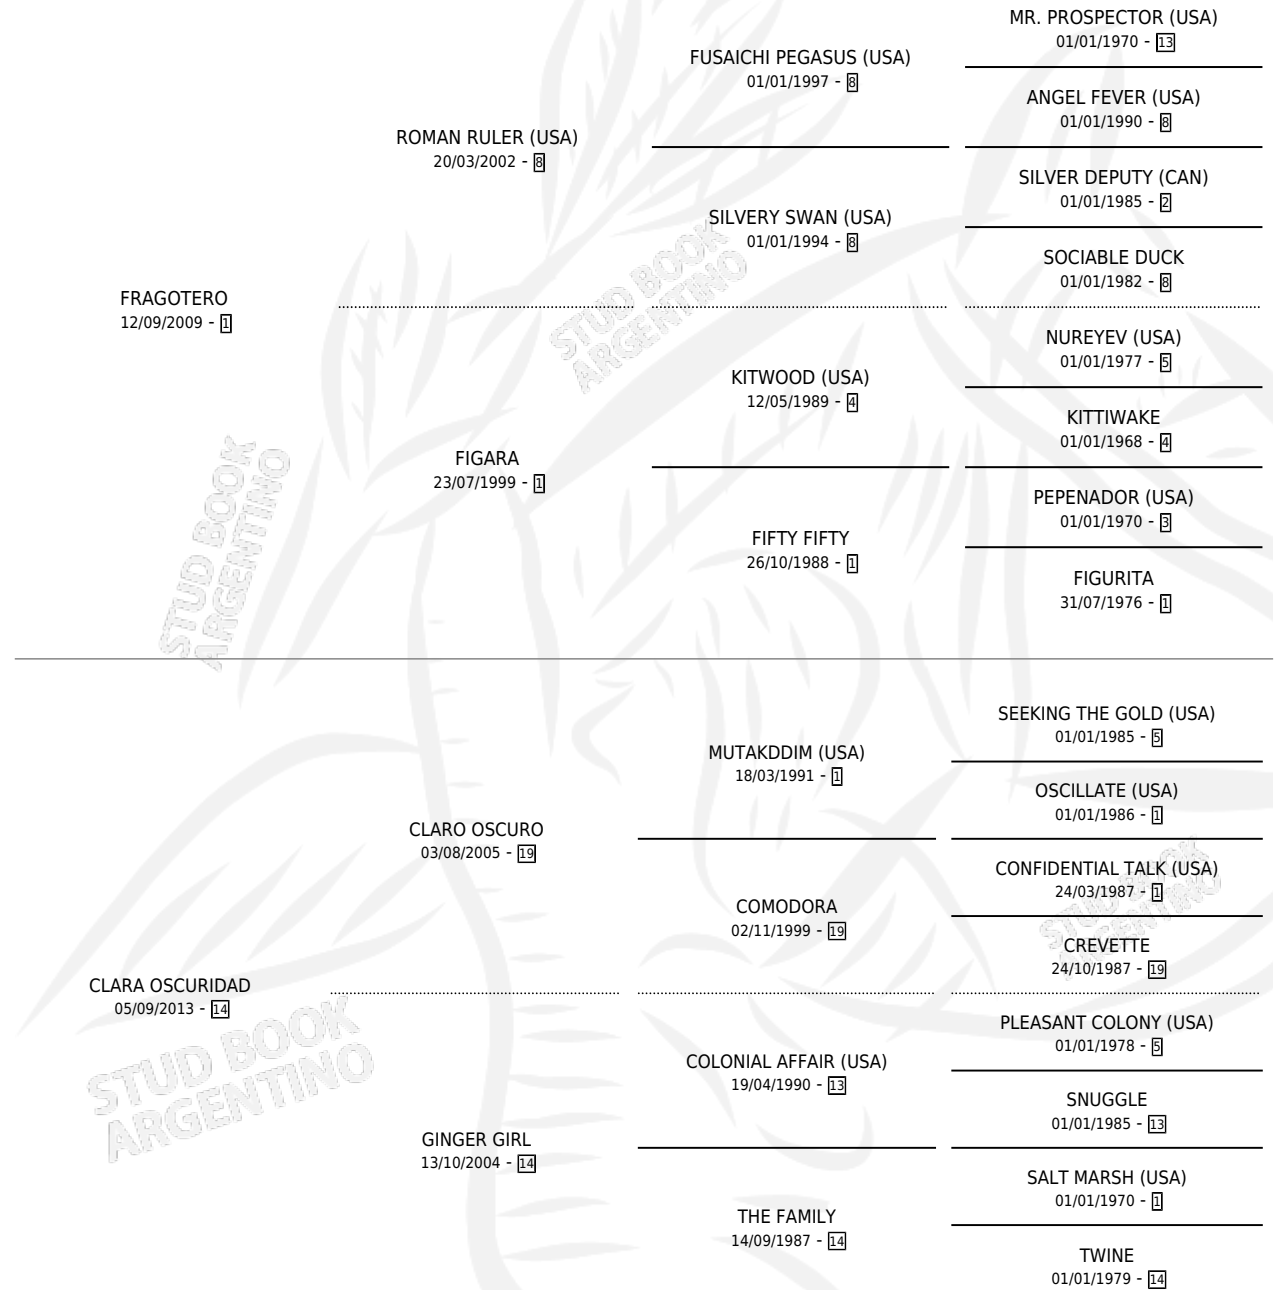 MR. PROSPECTOR (USA)
01/01/1970 - 13
FUSAICHI PEGASUS (USA)
01/01/1997 - 8
ANGEL FEVER (USA)
01/01/1990 - 8
ROMAN RULER (USA)
20/03/2002 - 8
SILVER DEPUTY (CAN)
01/01/1985 - 2
SILVERY SWAN (USA)
01/01/1994 - 8
SOCIABLE DUCK
01/01/1982 - 8
FRAGOTERO
12/09/2009 - 1
STUD BOOK
ARGENTINO
NUREYEV (USA)
01/01/1977 - 5
KITWOOD (USA)
12/05/1989 - 4
KITTIWAKE
01/01/1968 - 4
FIGARA
23/07/1999 - 1
PEPENADOR (USA)
01/01/1970 - 3
FIFTY FIFTY
26/10/1988 - 1
FIGURITA
31/07/1976 - 1
STUD BOOK
ARGENTINO
SEEKING THE GOLD (USA)
01/01/1985 - 5
MUTAKDDIM (USA)
18/03/1991 - 1
OSCILLATE (USA)
01/01/1986 - 1
CLARO OSCURO
03/08/2005 - 19
CONFIDENTIAL TALK (USA)
24/03/1987 - 1
COMODORA
02/11/1999 - 19
STUD BOOK
ARGENTINO
CREVETTE
24/10/1987 - 19
CLARA OSCURIDAD
05/09/2013 - 14
STUD BOOK
ARGENTINO
PLEASANT COLONY (USA)
01/01/1978 - 5
COLONIAL AFFAIR (USA)
19/04/1990 - 13
SNUGGLE
01/01/1985 - 13
GINGER GIRL
13/10/2004 - 14
SALT MARSH (USA)
01/01/1970 - 1
THE FAMILY
14/09/1987 - 14
TWINE
01/01/1979 - 14